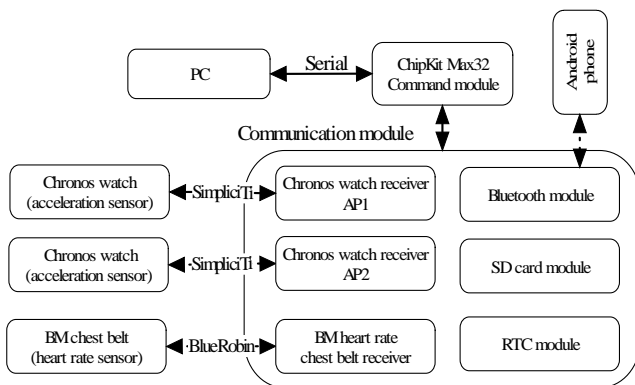 PC
Serial
ChipKit Max32
Command module
Android
phone
Communication module
Chronos watch
(acceleration sensor)
SimpliciTi
Chronos watch receiver
AP1
Bluetooth module
Chronos watch
(acceleration sensor)
SimpliciTi
Chronos watch receiver
AP2
SD card module
BM chest belt
(heart rate sensor)
BlueRobin
BM heart rate
chest belt receiver
RTC module